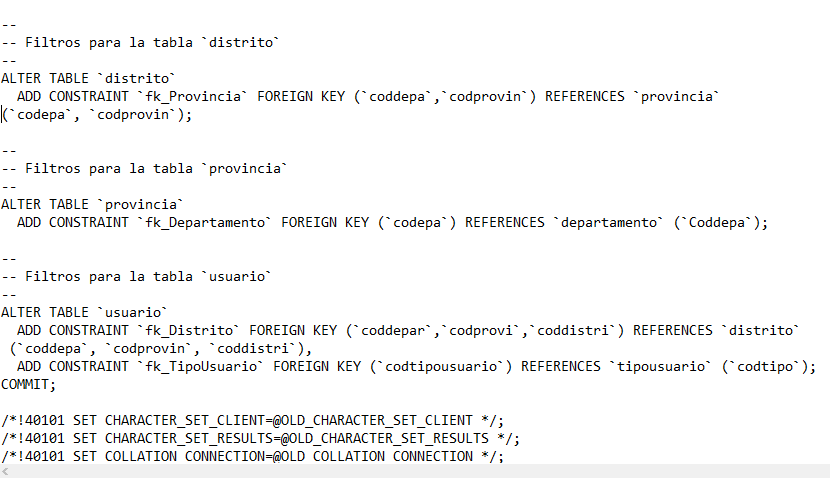 --
-- Filtros para la tabla `distrito`
--
ALTER TABLE `distrito`
  ADD CONSTRAINT `fk_Provincia` FOREIGN KEY (`coddepa`,`codprovin`) REFERENCES `provincia`
(`codepa`, `codprovin`);

--
-- Filtros para la tabla `provincia`
--
ALTER TABLE `provincia`
  ADD CONSTRAINT `fk_Departamento` FOREIGN KEY (`codepa`) REFERENCES `departamento` (`Coddepa`);

--
-- Filtros para la tabla `usuario`
--
ALTER TABLE `usuario`
  ADD CONSTRAINT `fk_Distrito` FOREIGN KEY (`coddepar`,`codprovi`,`coddistri`) REFERENCES `distrito`
 (`coddepa`, `codprovin`, `coddistri`),
  ADD CONSTRAINT `fk_TipoUsuario` FOREIGN KEY (`codtipousuario`) REFERENCES `tipousuario` (`codtipo`);
COMMIT;

/*!40101 SET CHARACTER_SET_CLIENT=@OLD_CHARACTER_SET_CLIENT */;
/*!40101 SET CHARACTER_SET_RESULTS=@OLD_CHARACTER_SET_RESULTS */;
/*!40101 SET COLLATION_CONNECTION=@OLD_COLLATION_CONNECTION */;